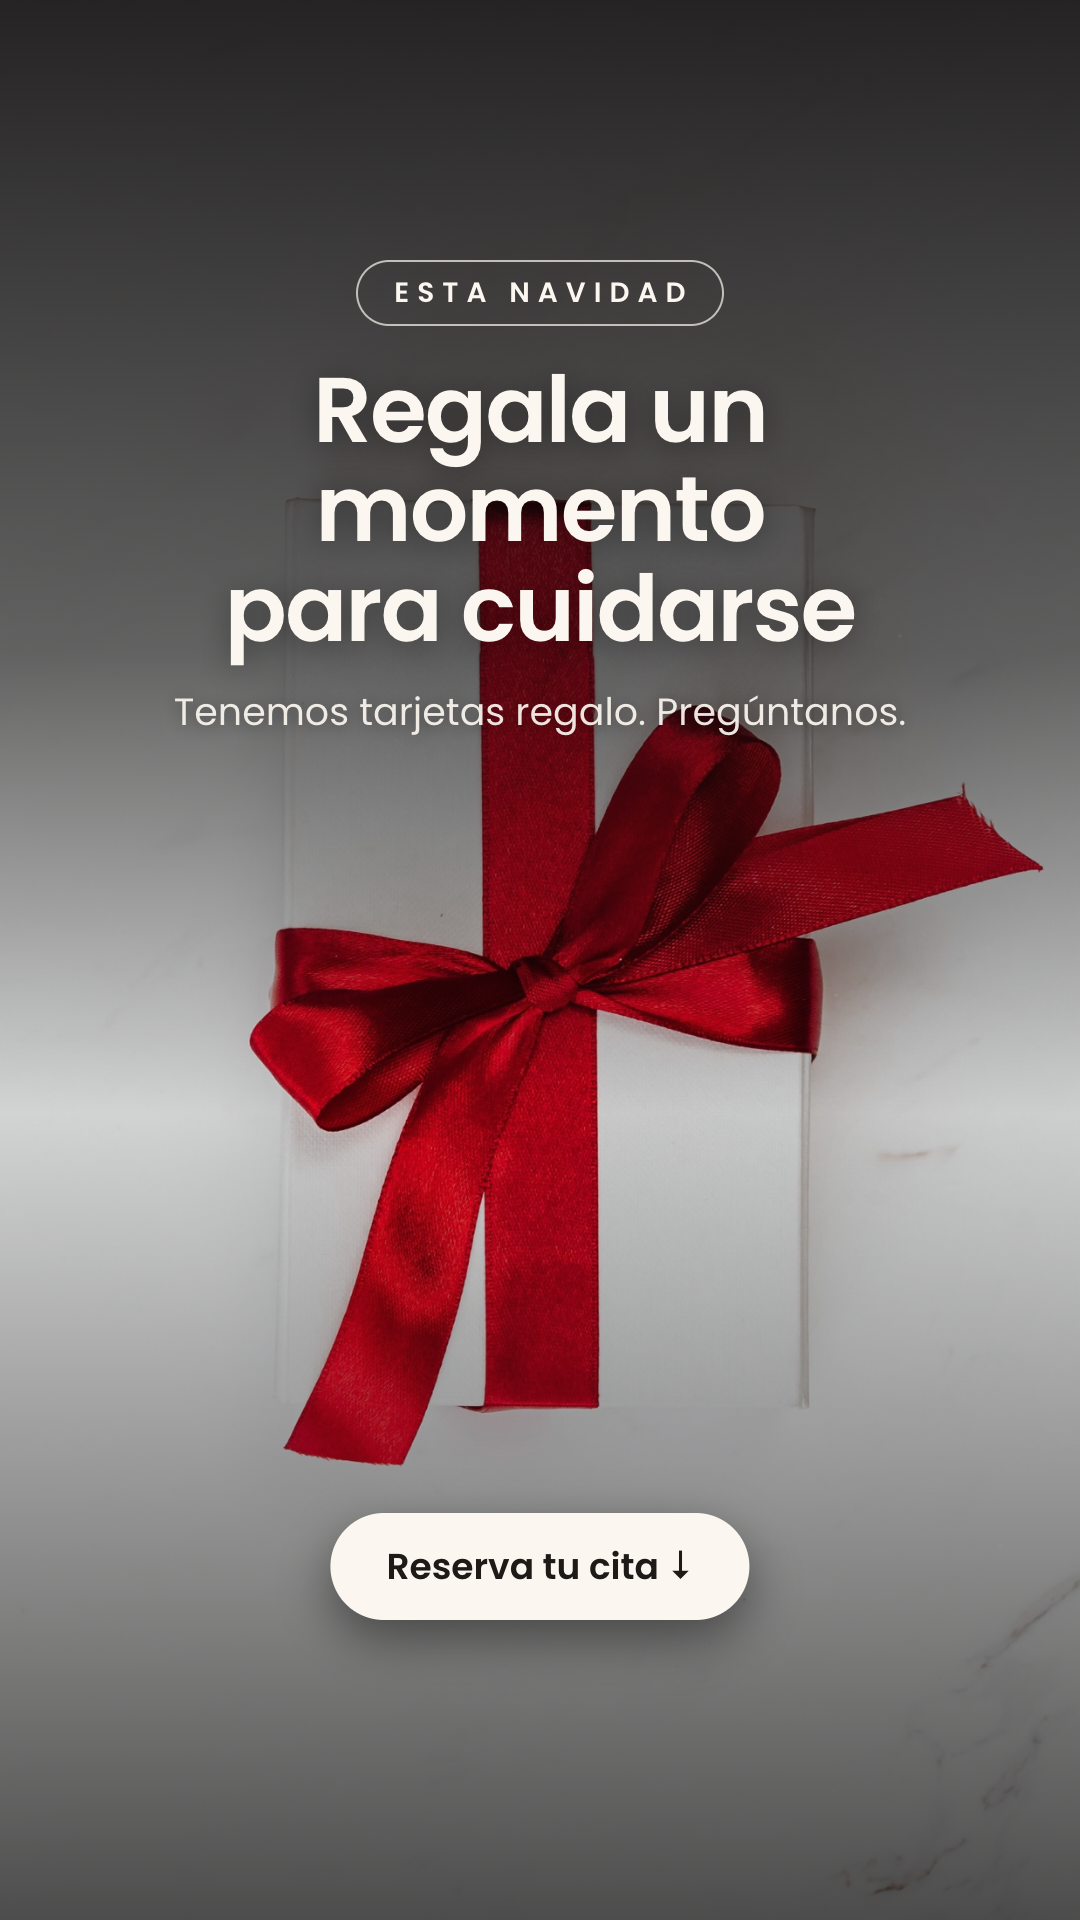 ESTA NAVIDAD
Regala un
momento
para cuidarse
Tenemos tarjetas regalo. Pregúntanos.
Reserva tu cita ↓